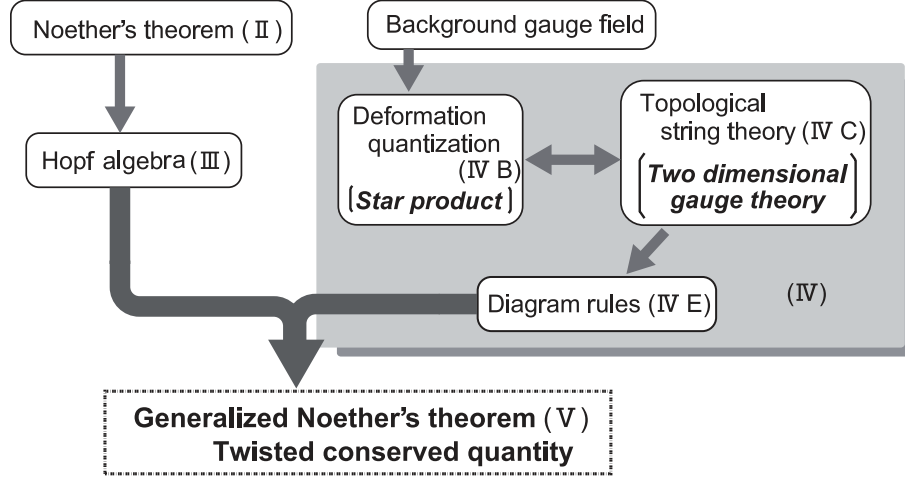 Noether's theorem (Ⅱ)
Background gauge field
Hopf algebra (Ⅲ)
Deformation
quantization
(Ⅳ B)
[Star product]
Topological
string theory (Ⅳ C)
[Two dimensional
gauge theory]
Diagram rules (Ⅳ E)
(Ⅳ)
Generalized Noether's theorem (Ⅴ)
Twisted conserved quantity